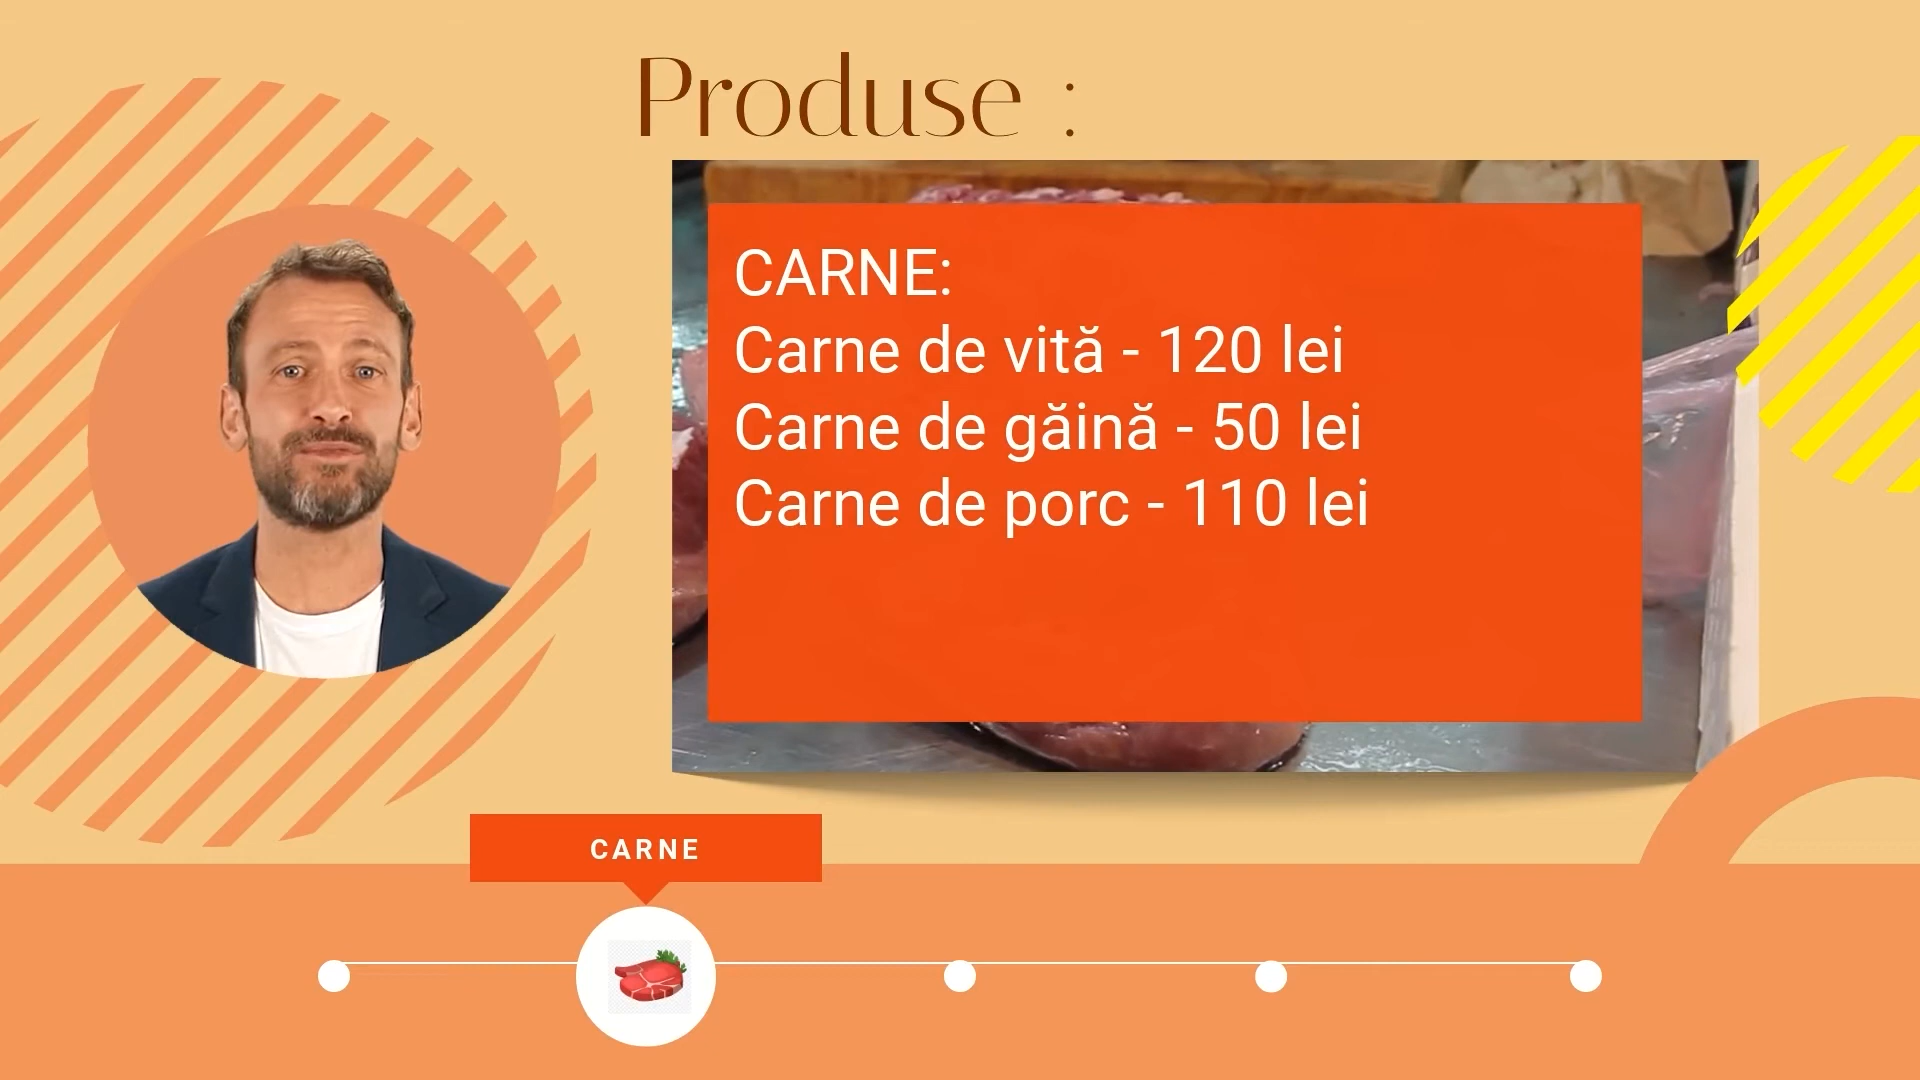 Produse :
CARNE:
Carne de vită - 120 lei
Carne de găină - 50 lei
Carne de porc - 110 lei
CARNE